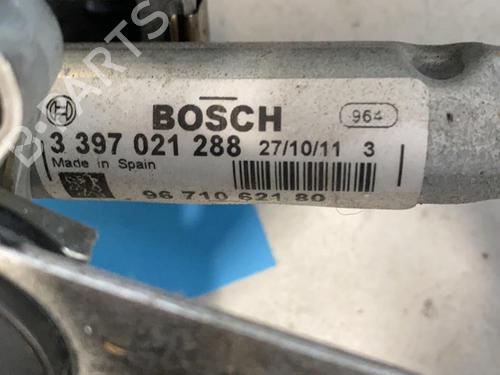 B-PARTS
BOSCH 964
3 397 021 288 27/10/11 3
Made in Spain
96 710 621 80